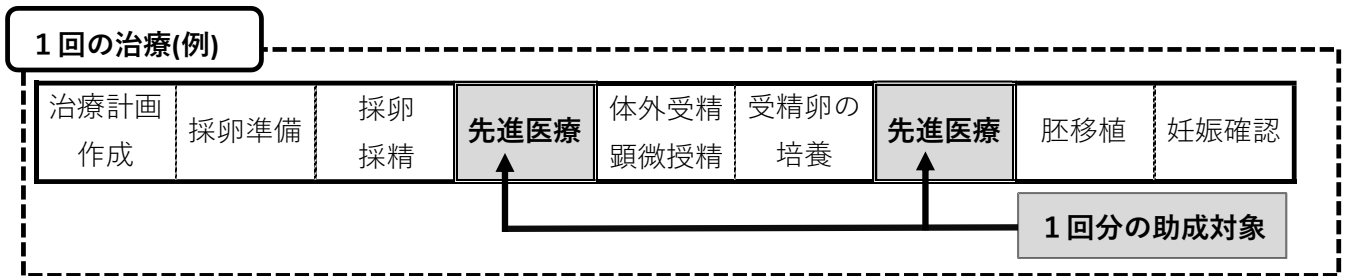 1回の治療(例)
治療計画
作成
採卵準備
採卵
採精
先進医療
体外受精
顕微授精
受精卵の
培養
先進医療
胚移植
妊娠確認
1回分の助成対象